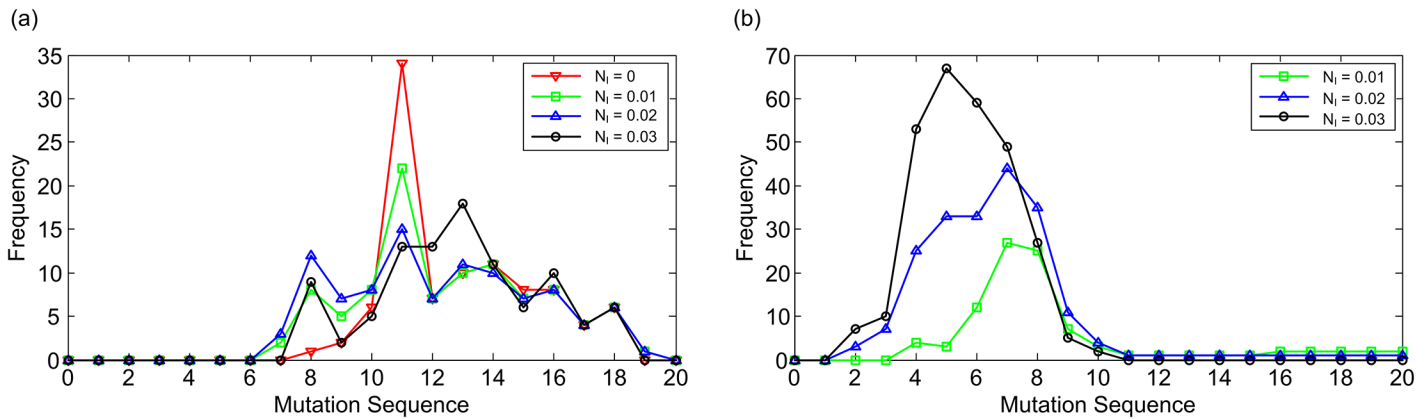 (a)
35
30
25
20
15
10
5
0
Frequency
0 2 4 6 8 10 12 14 16 18 20
Mutation Sequence
N_I = 0
N_I = 0.01
N_I = 0.02
N_I = 0.03
(b)
70
60
50
40
30
20
10
0
Frequency
0 2 4 6 8 10 12 14 16 18 20
Mutation Sequence
N_I = 0.01
N_I = 0.02
N_I = 0.03